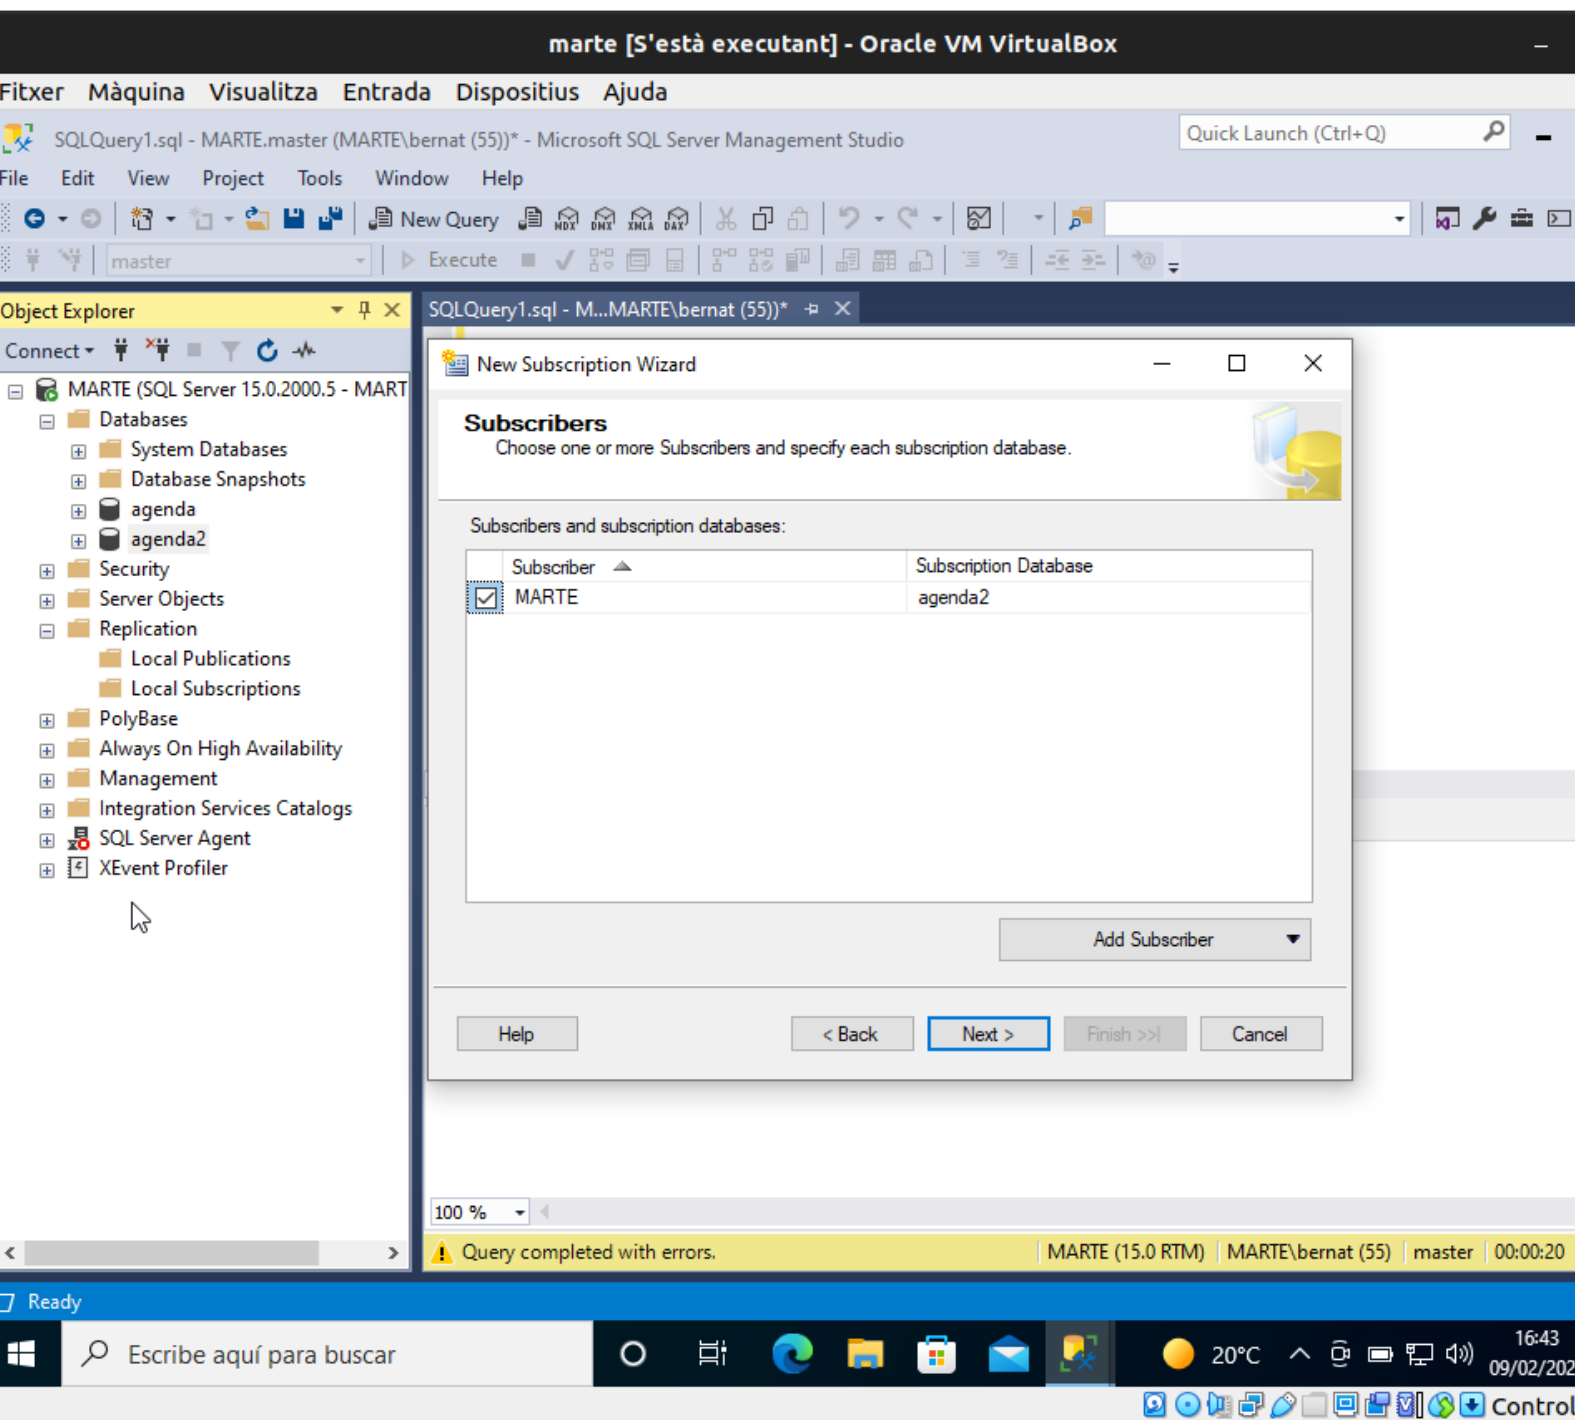 marte [S'està executant] - Oracle VM VirtualBox
Fitxer Màquina Visualitza Entrada Dispositius Ajuda
SQLQuery1.sql - MARTE.master (MARTE\bernat (55))* - Microsoft SQL Server Management Studio
Quick Launch (Ctrl+Q)
File Edit View Project Tools Window Help
New Query MDX DMX XMLA DAX
master Execute
Object Explorer
SQLQuery1.sql - M...MARTE\bernat (55))*
Connect
MARTE (SQL Server 15.0.2000.5 - MART
Databases
System Databases
Database Snapshots
agenda
agenda2
Security
Server Objects
Replication
Local Publications
Local Subscriptions
PolyBase
Always On High Availability
Management
Integration Services Catalogs
SQL Server Agent
XEvent Profiler
New Subscription Wizard
Subscribers
Choose one or more Subscribers and specify each subscription database.
Subscribers and subscription databases:
Subscriber Subscription Database
MARTE agenda2
Add Subscriber
Help < Back Next > Finish >>| Cancel
100 %
Query completed with errors. MARTE (15.0 RTM) MARTE\bernat (55) master 00:00:20
Ready
Escribe aquí para buscar
20°C
16:43
09/02/202
Control